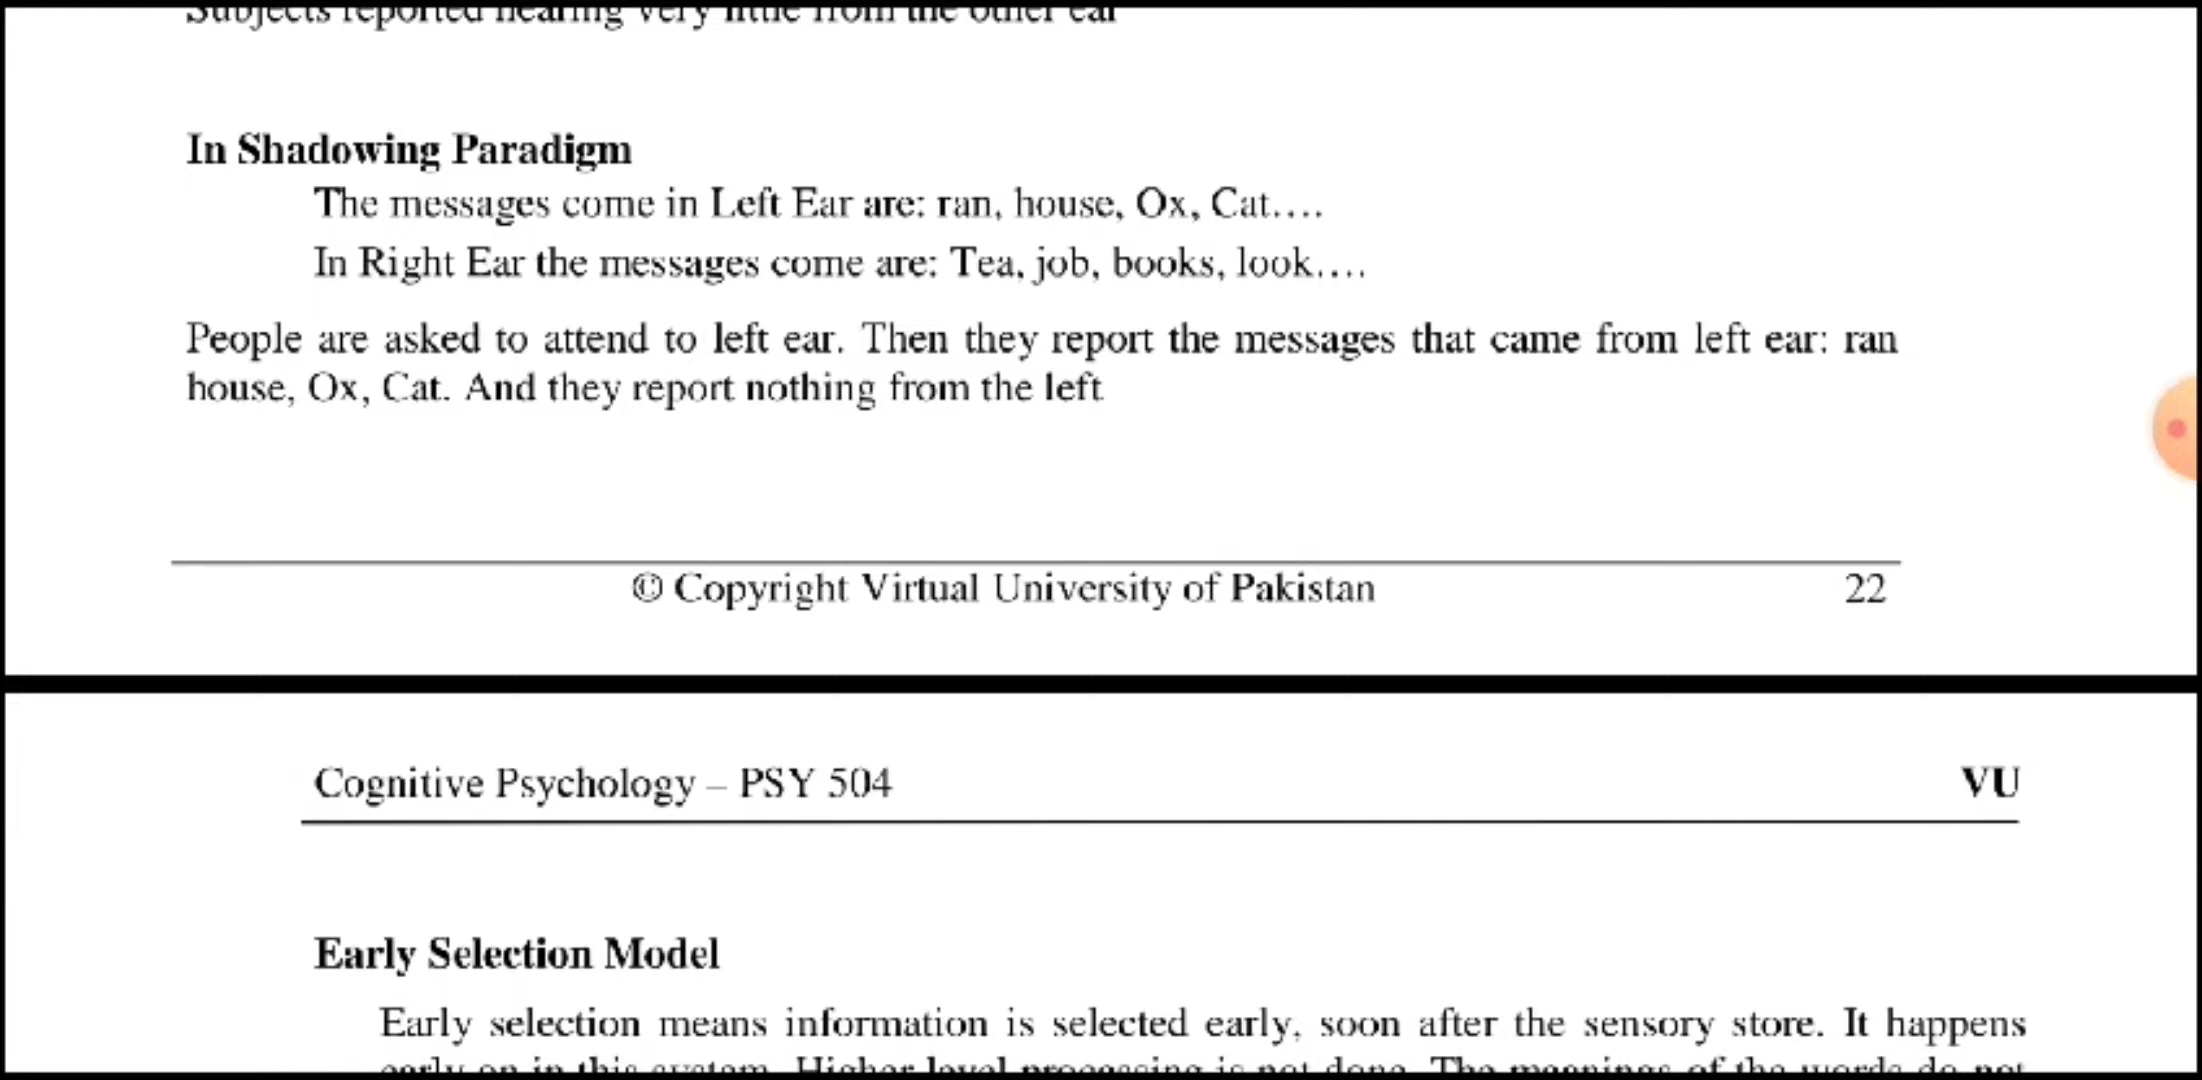 Subjects reported hearing very little from the other ear
In Shadowing Paradigm
The messages come in Left Ear are: ran, house, Ox, Cat....
In Right Ear the messages come are: Tea, job, books, look....
People are asked to attend to left ear. Then they report the messages that came from left ear: ran
house, Ox, Cat. And they report nothing from the left
© Copyright Virtual University of Pakistan 22
Cognitive Psychology – PSY 504 VU
Early Selection Model
Early selection means information is selected early, soon after the sensory store. It happens
early on in this system. Higher level processing is not done. The meanings of the words do not